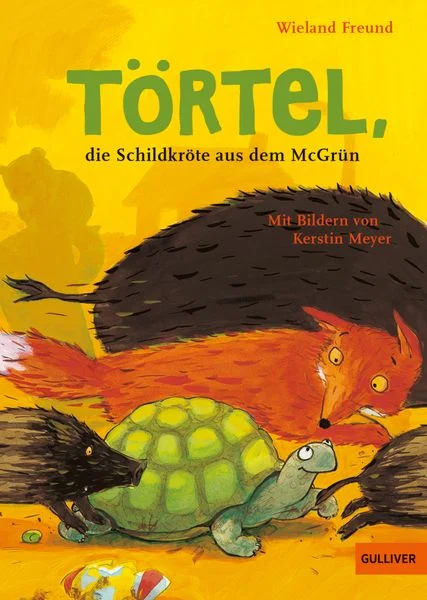 Wieland Freund
TÖRTEL,
die Schildkröte aus dem McGrün
Mit Bildern von
Kerstin Meyer
GULLIVER